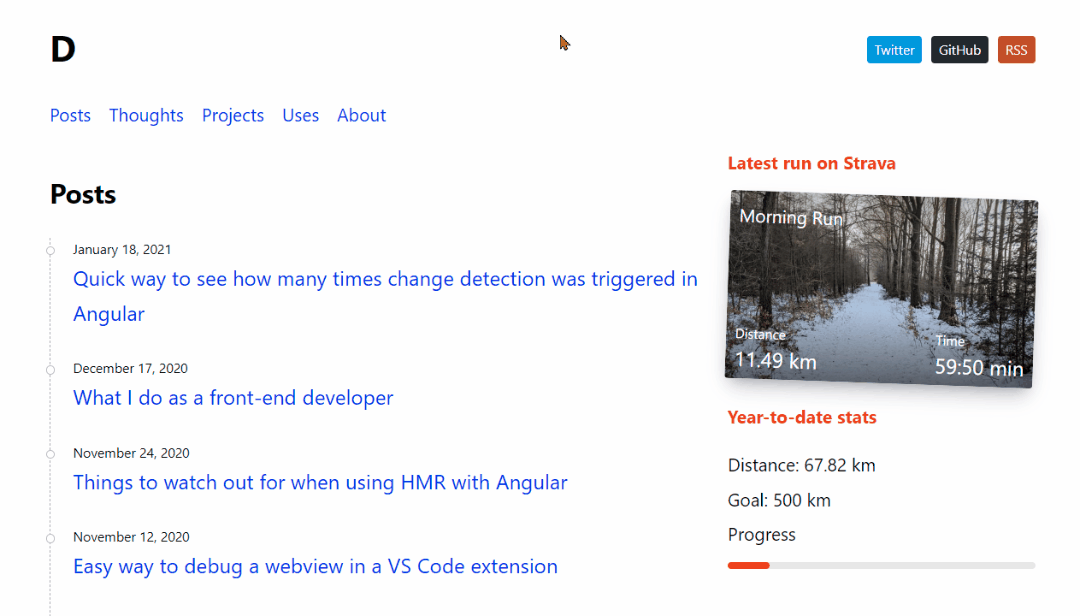 D
Twitter GitHub RSS
Posts Thoughts Projects Uses About
Posts
January 18, 2021
Quick way to see how many times change detection was triggered in
Angular
December 17, 2020
What I do as a front-end developer
November 24, 2020
Things to watch out for when using HMR with Angular
November 12, 2020
Easy way to debug a webview in a VS Code extension
Latest run on Strava
Morning Run
Distance
11.49 km
Time
59:50 min
Year-to-date stats
Distance: 67.82 km
Goal: 500 km
Progress